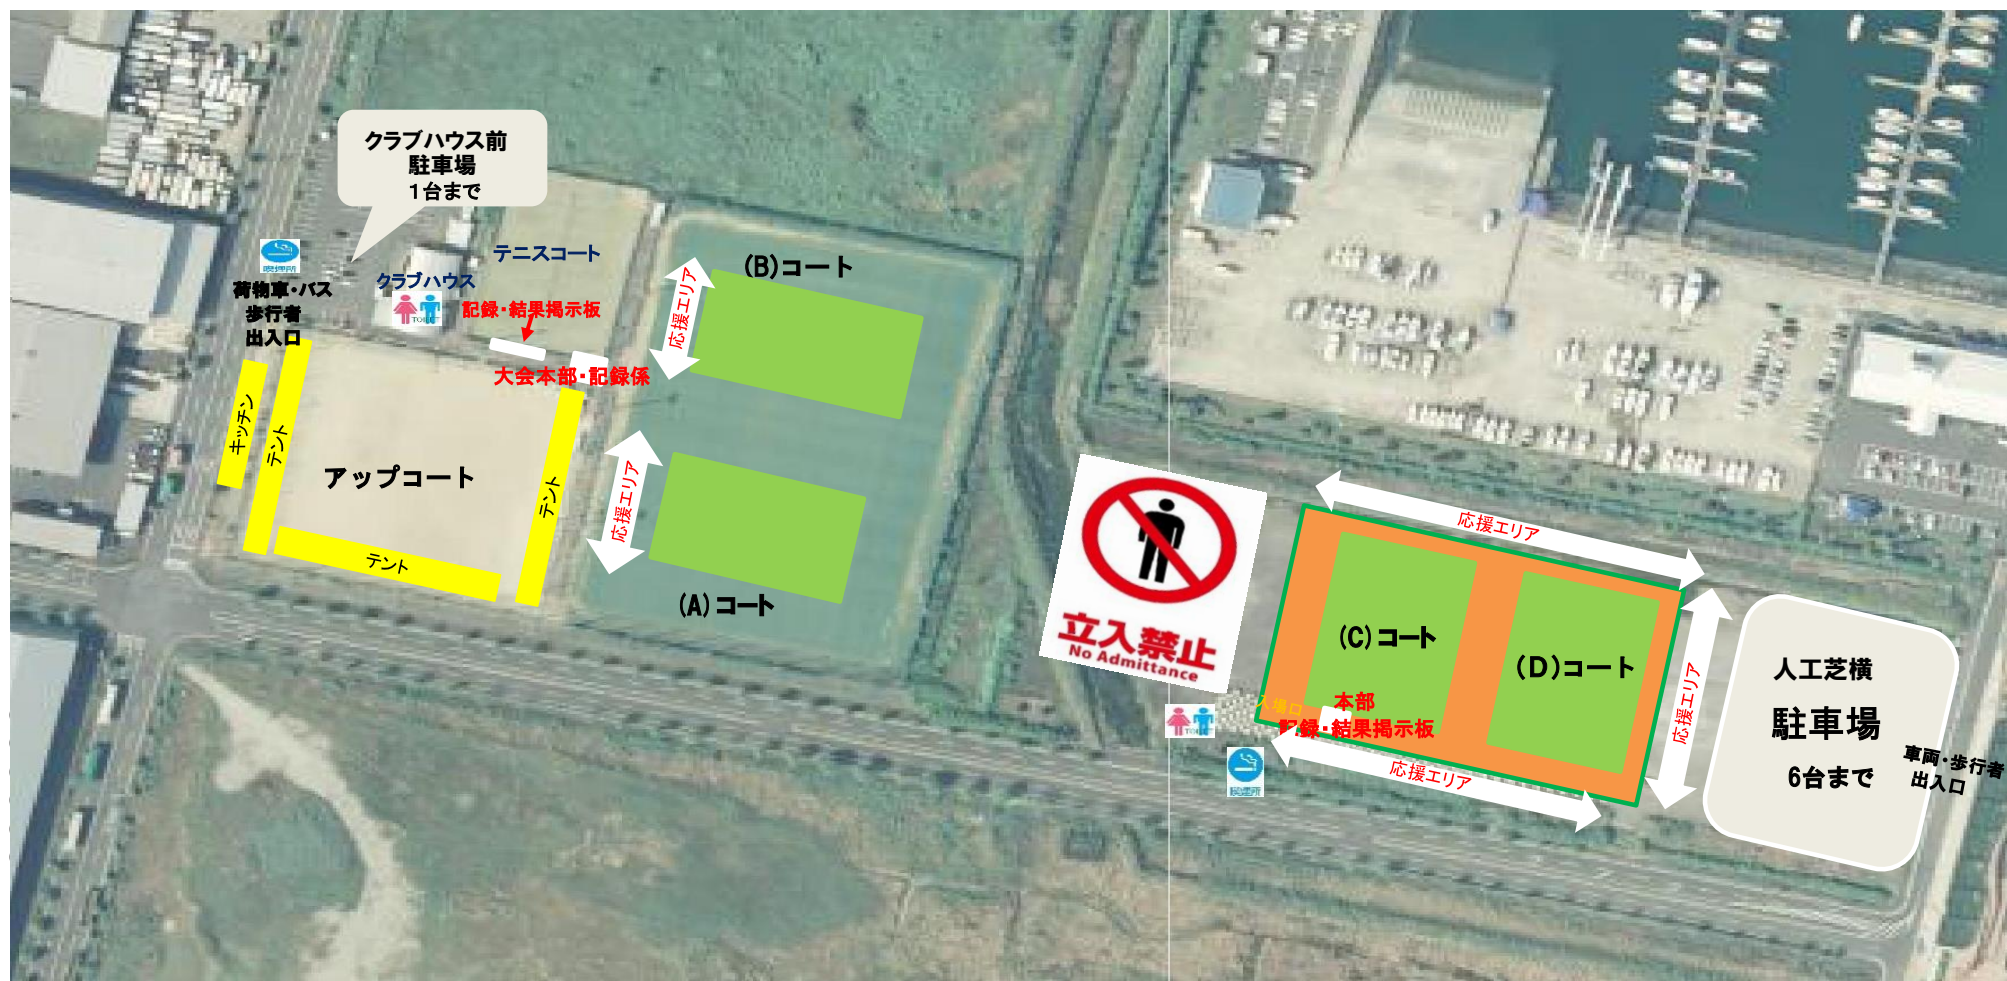 クラブハウス前
駐車場
1台まで
喫煙所
荷物車・バス
歩行者
出入口
クラブハウス
TOILET
テニスコート
記録・結果掲示板
大会本部・記録係
キッチン
テント
アップコート
テント
テント
(B)コート
応援エリア
応援エリア
(A)コート
立入禁止
No Admittance
応援エリア
(C)コート
(D)コート
応援エリア
入場口
本部
記録・結果掲示板
喫煙所
応援エリア
人工芝横
駐車場
6台まで
車両・歩行者
出入口